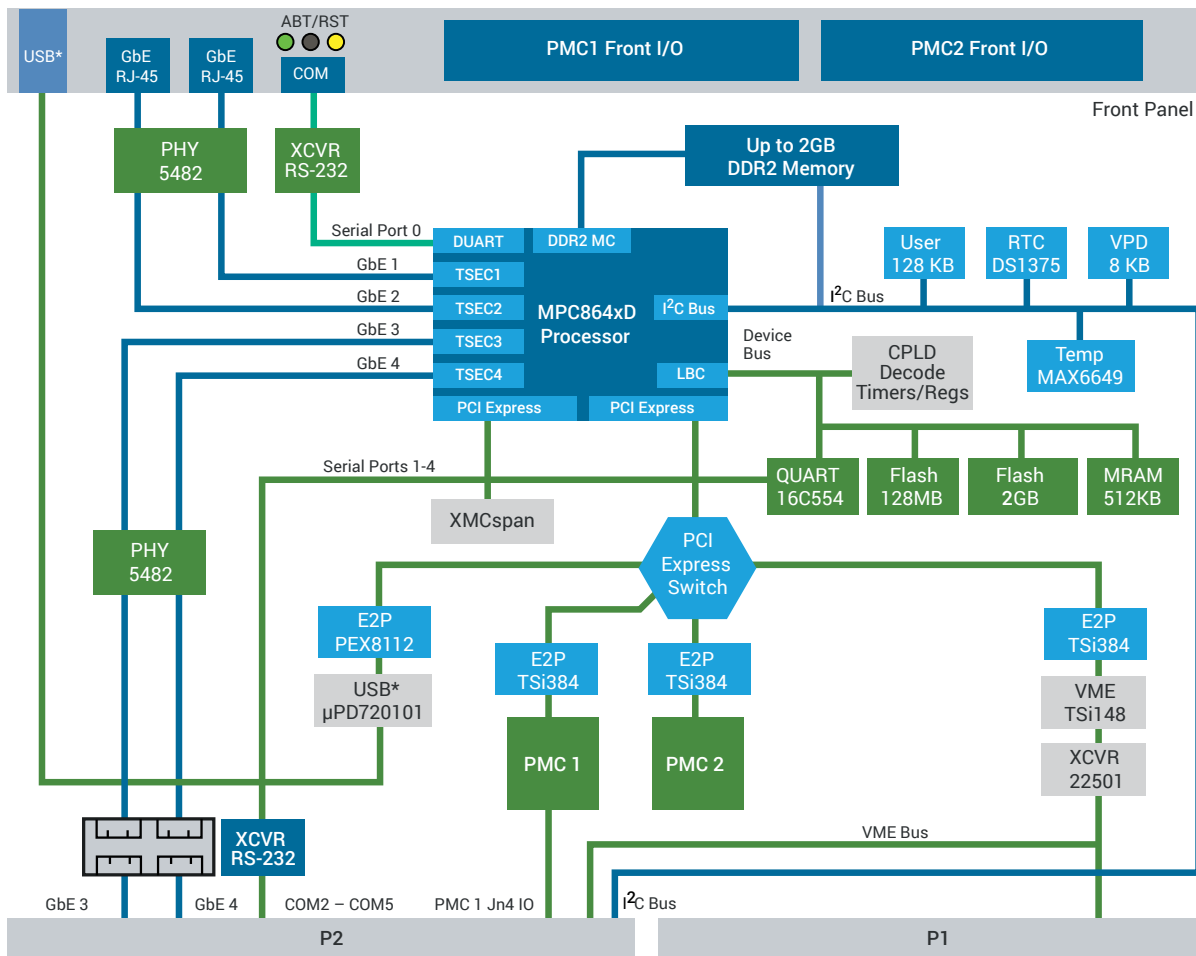 ABT/RST
USB*
GbE
RJ-45
GbE
RJ-45
COM
PMC1 Front I/O
PMC2 Front I/O
Front Panel
PHY
5482
XCVR
RS-232
Up to 2GB
DDR2 Memory
Serial Port 0
DUART
DDR2 MC
User
128 KB
RTC
DS1375
VPD
8 KB
GbE 1
TSEC1
GbE 2
TSEC2
MPC864xD
Processor
I²C Bus
I²C Bus
GbE 3
TSEC3
Device
Bus
CPLD
Decode
Timers/Regs
Temp
MAX6649
GbE 4
TSEC4
LBC
PCI Express
PCI Express
Serial Ports 1-4
QUART
16C554
Flash
128MB
Flash
2GB
MRAM
512KB
XMCspan
PHY
5482
PCI
Express
Switch
E2P
PEX8112
E2P
TSi384
E2P
TSi384
E2P
TSi384
USB*
µPD720101
VME
TSi148
PMC 1
PMC 2
XCVR
22501
XCVR
RS-232
VME Bus
GbE 3
GbE 4
COM2 – COM5
PMC 1 Jn4 IO
I²C Bus
P2
P1